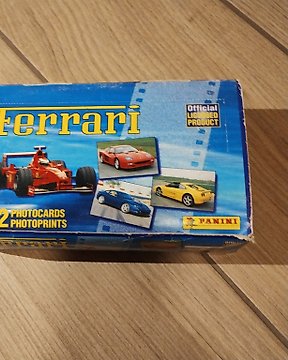 Ferrari
Official
LICENSED
PRODUCT
2 PHOTOCARDS
PHOTOPRINTS
PANINI